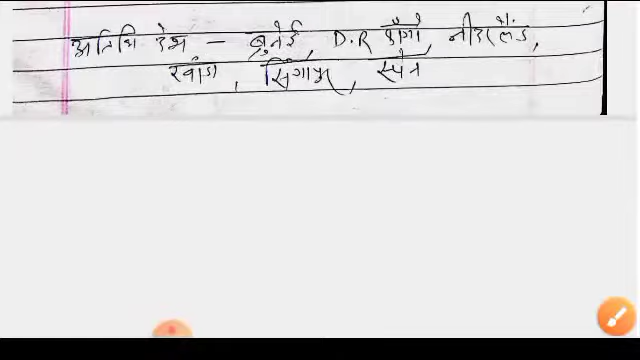 अतिथि देश – ब्रुनेई, D.R काँगो, नीदरलैंड,
रवांडा, सिंगापुर, स्पेन